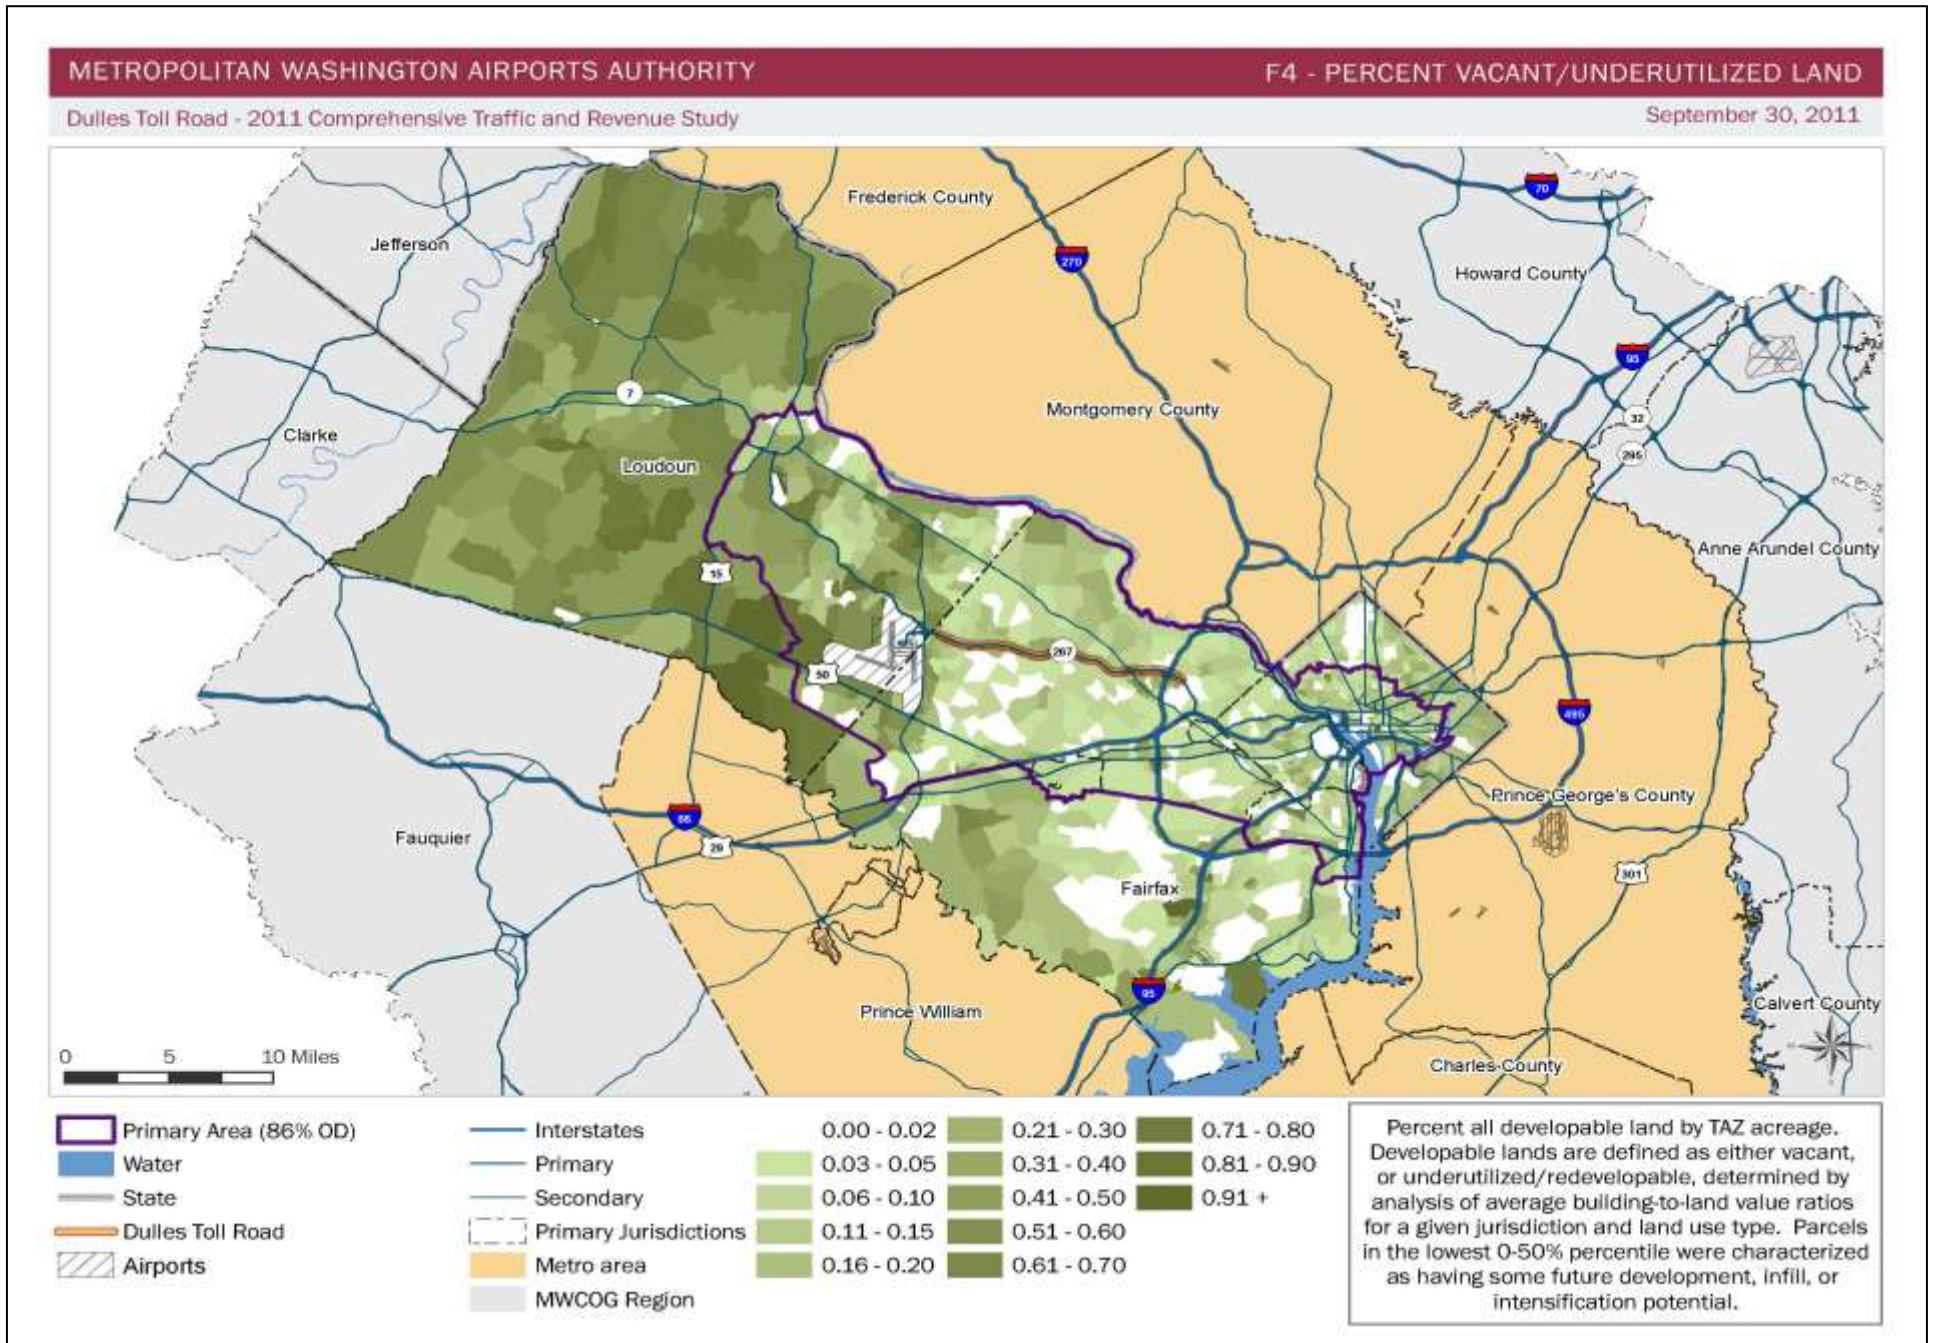 METROPOLITAN WASHINGTON AIRPORTS AUTHORITY
F4 - PERCENT VACANT/UNDERUTILIZED LAND
Dulles Toll Road - 2011 Comprehensive Traffic and Revenue Study
September 30, 2011
Frederick County
70
Jefferson
270
Howard County
95
7
Montgomery County
32
Clarke
295
Loudoun
Anne Arundel County
15
267
50
495
Prince George's County
66
Fauquier
29
301
Fairfax
95
Prince William
Calvert County
Charles County
0 5 10 Miles
Primary Area (86% OD)
Water
State
Dulles Toll Road
Airports
Interstates
Primary
Secondary
Primary Jurisdictions
Metro area
MWCOG Region
0.00 - 0.02
0.03 - 0.05
0.06 - 0.10
0.11 - 0.15
0.16 - 0.20
0.21 - 0.30
0.31 - 0.40
0.41 - 0.50
0.51 - 0.60
0.61 - 0.70
0.71 - 0.80
0.81 - 0.90
0.91 +
Percent all developable land by TAZ acreage.
Developable lands are defined as either vacant,
or underutilized/redevelopable, determined by
analysis of average building-to-land value ratios
for a given jurisdiction and land use type. Parcels
in the lowest 0-50% percentile were characterized
as having some future development, infill, or
intensification potential.